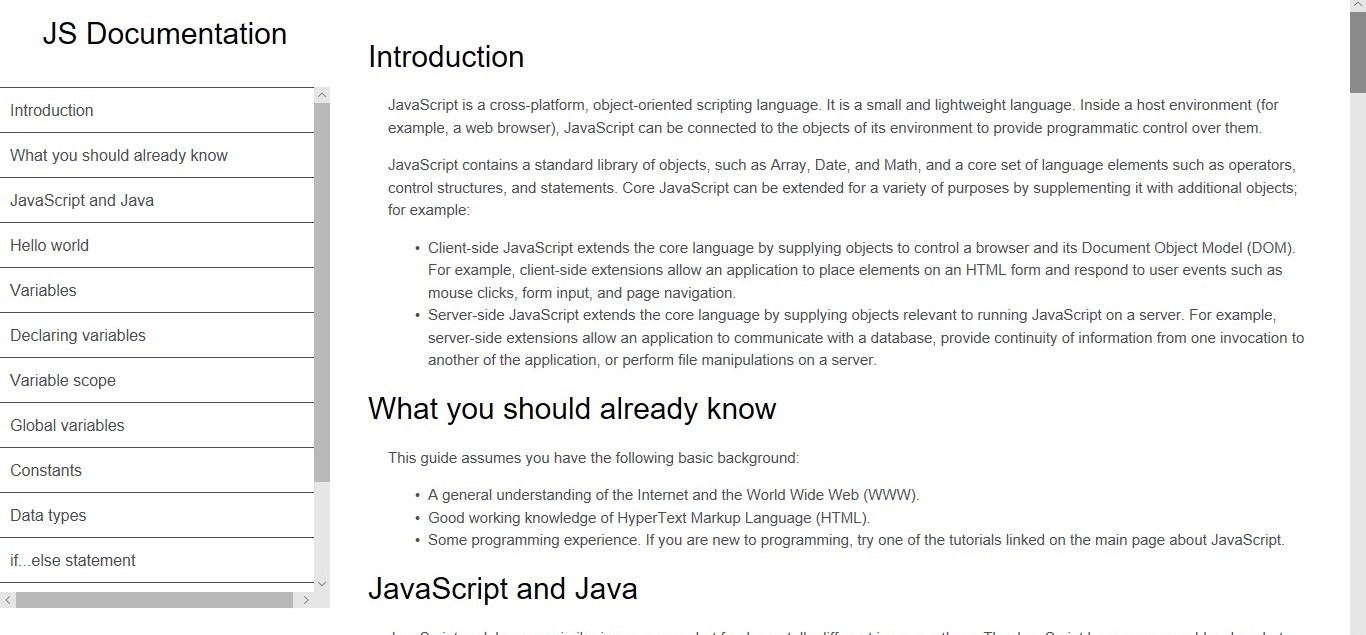 JS Documentation
Introduction
What you should already know
JavaScript and Java
Hello world
Variables
Declaring variables
Variable scope
Global variables
Constants
Data types
if...else statement
Introduction
JavaScript is a cross-platform, object-oriented scripting language. It is a small and lightweight language. Inside a host environment (for
example, a web browser), JavaScript can be connected to the objects of its environment to provide programmatic control over them.
JavaScript contains a standard library of objects, such as Array, Date, and Math, and a core set of language elements such as operators,
control structures, and statements. Core JavaScript can be extended for a variety of purposes by supplementing it with additional objects;
for example:
• Client-side JavaScript extends the core language by supplying objects to control a browser and its Document Object Model (DOM).
For example, client-side extensions allow an application to place elements on an HTML form and respond to user events such as
mouse clicks, form input, and page navigation.
• Server-side JavaScript extends the core language by supplying objects relevant to running JavaScript on a server. For example,
server-side extensions allow an application to communicate with a database, provide continuity of information from one invocation to
another of the application, or perform file manipulations on a server.
What you should already know
This guide assumes you have the following basic background:
• A general understanding of the Internet and the World Wide Web (WWW).
• Good working knowledge of HyperText Markup Language (HTML).
• Some programming experience. If you are new to programming, try one of the tutorials linked on the main page about JavaScript.
JavaScript and Java